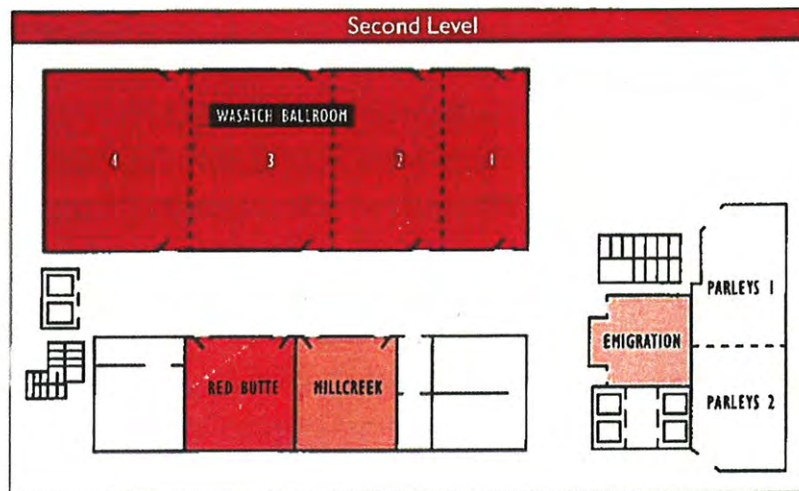 Second Level
WASATCH BALLROOM
4
3
2
1
PARLEYS 1
EMIGRATION
RED BUTTE
MILLCREEK
PARLEYS 2